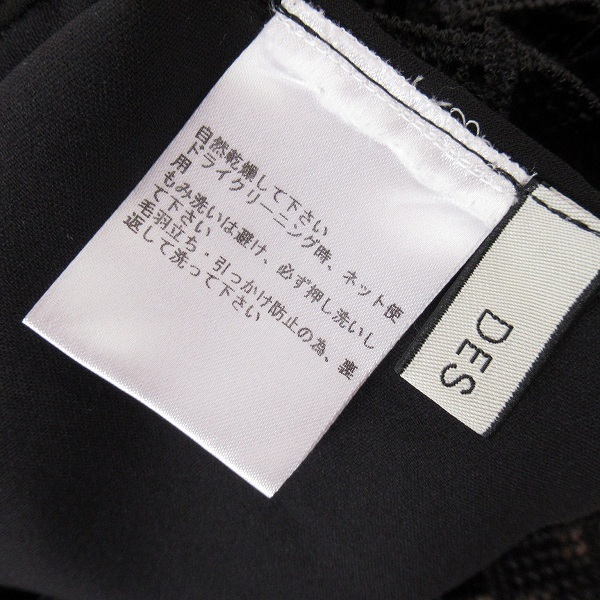 自然乾燥して下さい
ドライクリーニング時、ネット使
用
もみ洗いは避け、必ず押し洗いし
て下さい
毛羽立ち・引っかけ防止の為、裏
返して洗って下さい
DES